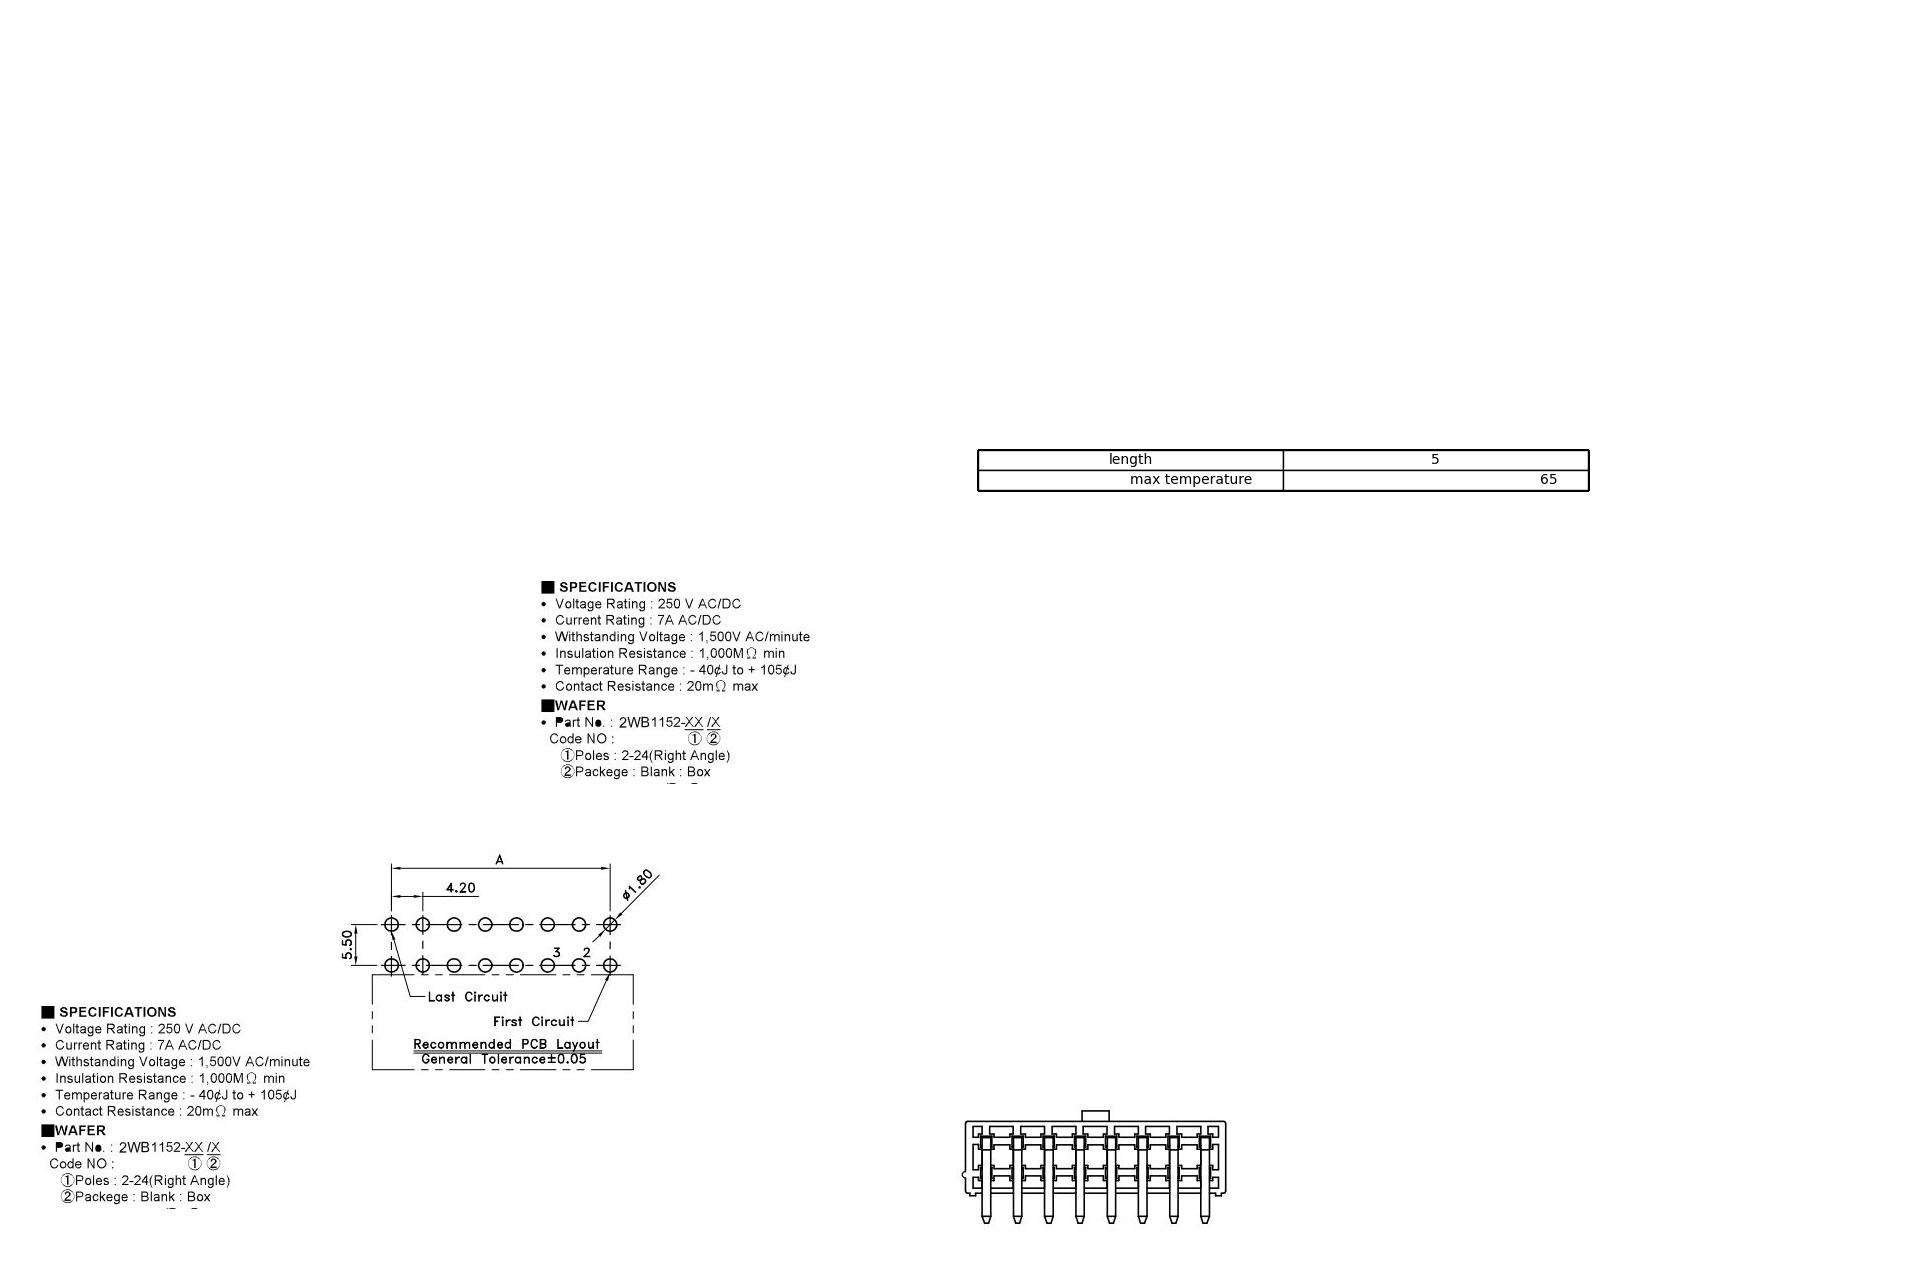 length 5
max temperature 65
■ SPECIFICATIONS
• Voltage Rating : 250 V AC/DC
• Current Rating : 7A AC/DC
• Withstanding Voltage : 1,500V AC/minute
• Insulation Resistance : 1,000MΩ min
• Temperature Range : - 40¢J to + 105¢J
• Contact Resistance : 20mΩ max
■WAFER
• Part No. : 2WB1152-XX /X
Code NO : ① ②
①Poles : 2-24(Right Angle)
②Packege : Blank : Box
A
4.20
ø1.80
5.50
3 2
Last Circuit
First Circuit
Recommended PCB Layout
General Tolerance±0.05
■ SPECIFICATIONS
• Voltage Rating : 250 V AC/DC
• Current Rating : 7A AC/DC
• Withstanding Voltage : 1,500V AC/minute
• Insulation Resistance : 1,000MΩ min
• Temperature Range : - 40¢J to + 105¢J
• Contact Resistance : 20mΩ max
■WAFER
• Part No. : 2WB1152-XX /X
Code NO : ① ②
①Poles : 2-24(Right Angle)
②Packege : Blank : Box